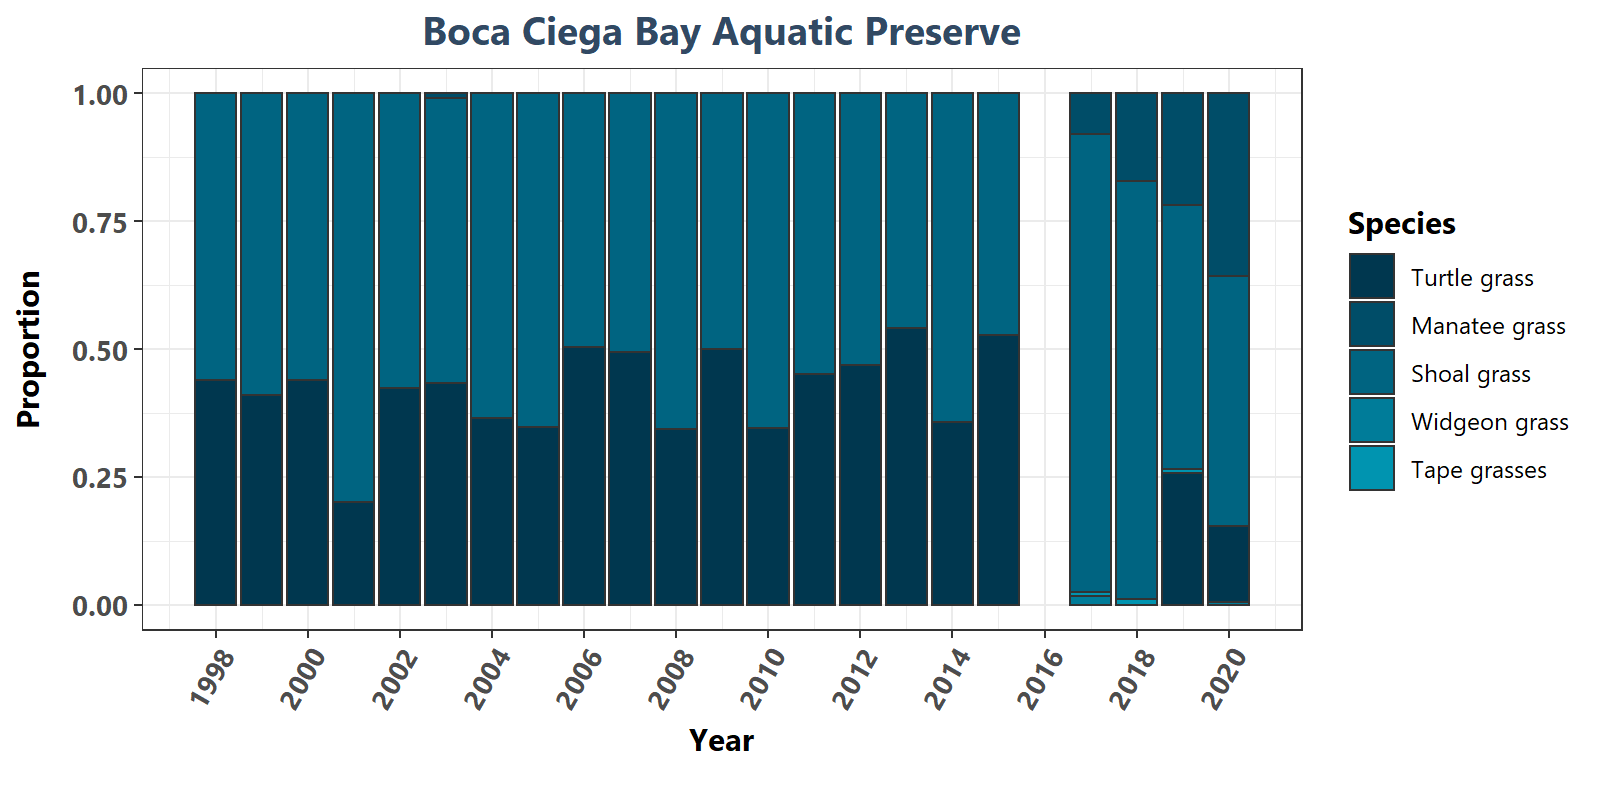 Boca Ciega Bay Aquatic Preserve
Proportion
1.00
0.75
0.50
0.25
0.00
1998
2000
2002
2004
2006
2008
2010
2012
2014
2016
2018
2020
Year
Species
Turtle grass
Manatee grass
Shoal grass
Widgeon grass
Tape grasses